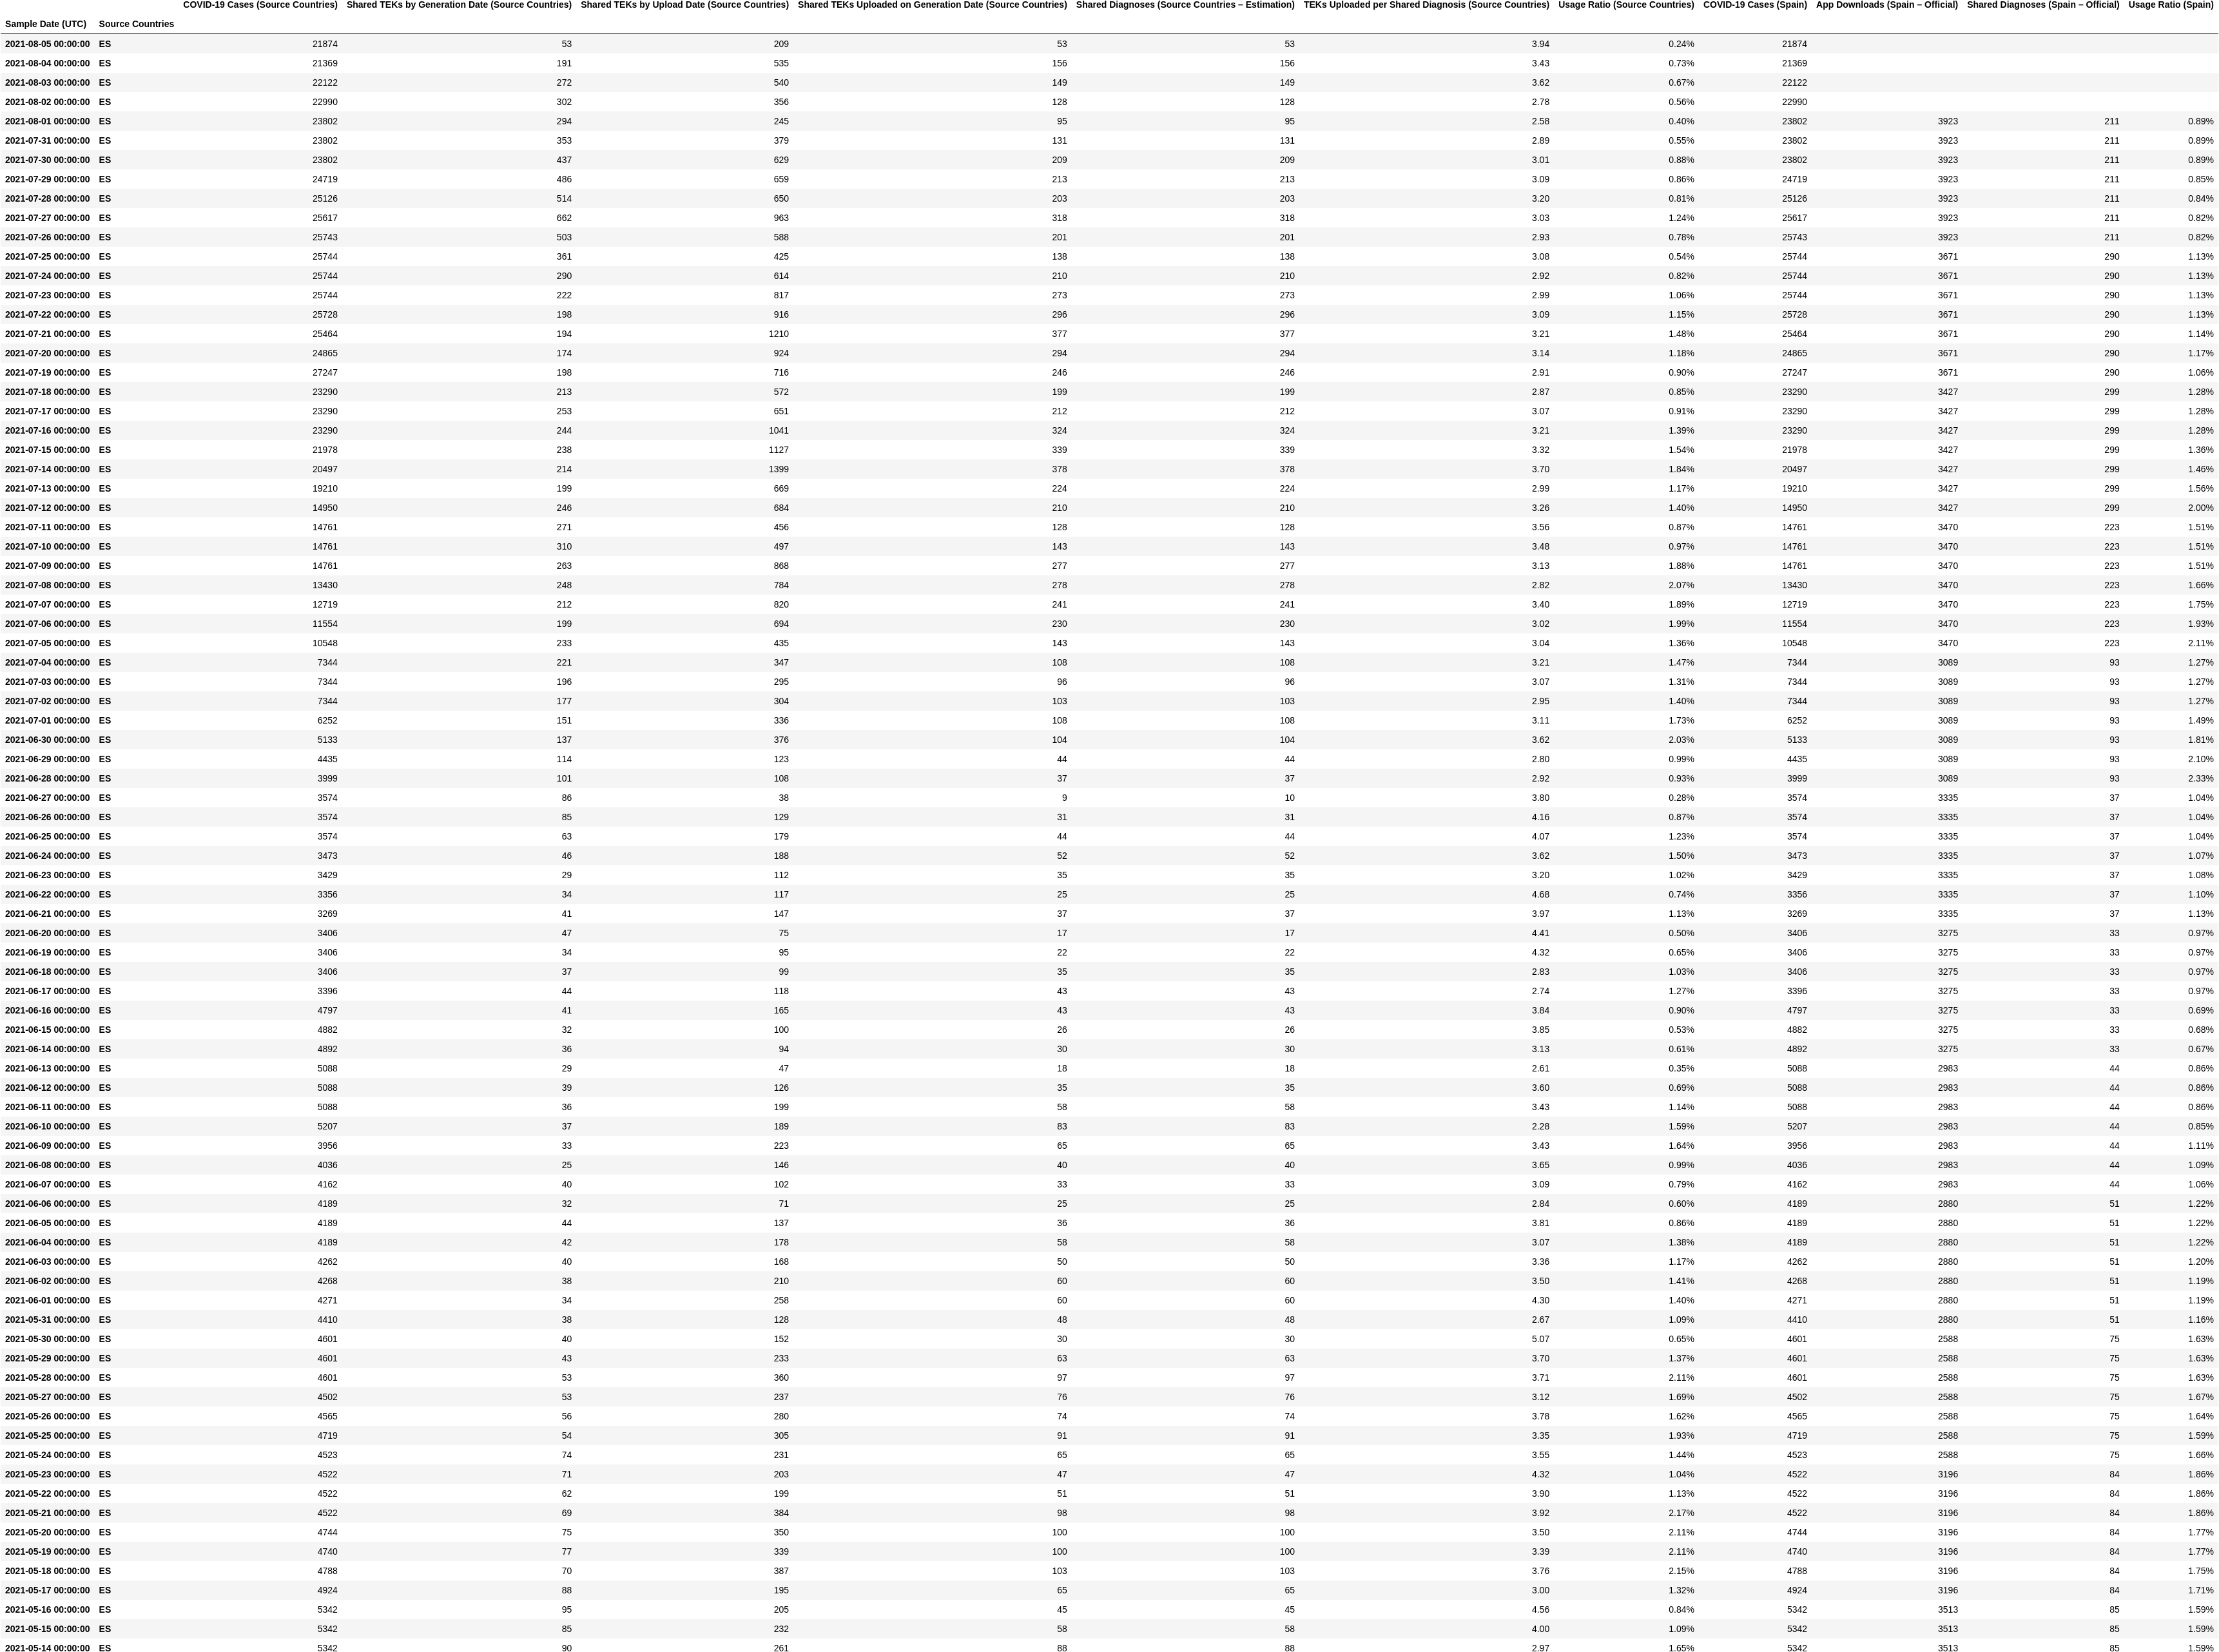 COVID-19 Cases (Source Countries) Shared TEKs by Generation Date (Source Countries) Shared TEKs by Upload Date (Source Countries) Shared TEKs Uploaded on Generation Date (Source Countries) Shared Diagnoses (Source Countries – Estimation) TEKs Uploaded per Shared Diagnosis (Source Countries) Usage Ratio (Source Countries) COVID-19 Cases (Spain) App Downloads (Spain – Official) Shared Diagnoses (Spain – Official) Usage Ratio (Spain)
Sample Date (UTC) Source Countries
2021-08-05 00:00:00 ES 21874 53 209 53 53 3.94 0.24% 21874
2021-08-04 00:00:00 ES 21369 191 535 156 156 3.43 0.73% 21369
2021-08-03 00:00:00 ES 22122 272 540 149 149 3.62 0.67% 22122
2021-08-02 00:00:00 ES 22990 302 356 128 128 2.78 0.56% 22990
2021-08-01 00:00:00 ES 23802 294 245 95 95 2.58 0.40% 23802 3923 211 0.89%
2021-07-31 00:00:00 ES 23802 353 379 131 131 2.89 0.55% 23802 3923 211 0.89%
2021-07-30 00:00:00 ES 23802 437 629 209 209 3.01 0.88% 23802 3923 211 0.89%
2021-07-29 00:00:00 ES 24719 486 659 213 213 3.09 0.86% 24719 3923 211 0.85%
2021-07-28 00:00:00 ES 25126 514 650 203 203 3.20 0.81% 25126 3923 211 0.84%
2021-07-27 00:00:00 ES 25617 662 963 318 318 3.03 1.24% 25617 3923 211 0.82%
2021-07-26 00:00:00 ES 25743 503 588 201 201 2.93 0.78% 25743 3923 211 0.82%
2021-07-25 00:00:00 ES 25744 361 425 138 138 3.08 0.54% 25744 3671 290 1.13%
2021-07-24 00:00:00 ES 25744 290 614 210 210 2.92 0.82% 25744 3671 290 1.13%
2021-07-23 00:00:00 ES 25744 222 817 273 273 2.99 1.06% 25744 3671 290 1.13%
2021-07-22 00:00:00 ES 25728 198 916 296 296 3.09 1.15% 25728 3671 290 1.13%
2021-07-21 00:00:00 ES 25464 194 1210 377 377 3.21 1.48% 25464 3671 290 1.14%
2021-07-20 00:00:00 ES 24865 174 924 294 294 3.14 1.18% 24865 3671 290 1.17%
2021-07-19 00:00:00 ES 27247 198 716 246 246 2.91 0.90% 27247 3671 290 1.06%
2021-07-18 00:00:00 ES 23290 213 572 199 199 2.87 0.85% 23290 3427 299 1.28%
2021-07-17 00:00:00 ES 23290 253 651 212 212 3.07 0.91% 23290 3427 299 1.28%
2021-07-16 00:00:00 ES 23290 244 1041 324 324 3.21 1.39% 23290 3427 299 1.28%
2021-07-15 00:00:00 ES 21978 238 1127 339 339 3.32 1.54% 21978 3427 299 1.36%
2021-07-14 00:00:00 ES 20497 214 1399 378 378 3.70 1.84% 20497 3427 299 1.46%
2021-07-13 00:00:00 ES 19210 199 669 224 224 2.99 1.17% 19210 3427 299 1.56%
2021-07-12 00:00:00 ES 14950 246 684 210 210 3.26 1.40% 14950 3427 299 2.00%
2021-07-11 00:00:00 ES 14761 271 456 128 128 3.56 0.87% 14761 3470 223 1.51%
2021-07-10 00:00:00 ES 14761 310 497 143 143 3.48 0.97% 14761 3470 223 1.51%
2021-07-09 00:00:00 ES 14761 263 868 277 277 3.13 1.88% 14761 3470 223 1.51%
2021-07-08 00:00:00 ES 13430 248 784 278 278 2.82 2.07% 13430 3470 223 1.66%
2021-07-07 00:00:00 ES 12719 212 820 241 241 3.40 1.89% 12719 3470 223 1.75%
2021-07-06 00:00:00 ES 11554 199 694 230 230 3.02 1.99% 11554 3470 223 1.93%
2021-07-05 00:00:00 ES 10548 233 435 143 143 3.04 1.36% 10548 3470 223 2.11%
2021-07-04 00:00:00 ES 7344 221 347 108 108 3.21 1.47% 7344 3089 93 1.27%
2021-07-03 00:00:00 ES 7344 196 295 96 96 3.07 1.31% 7344 3089 93 1.27%
2021-07-02 00:00:00 ES 7344 177 304 103 103 2.95 1.40% 7344 3089 93 1.27%
2021-07-01 00:00:00 ES 6252 151 336 108 108 3.11 1.73% 6252 3089 93 1.49%
2021-06-30 00:00:00 ES 5133 137 376 104 104 3.62 2.03% 5133 3089 93 1.81%
2021-06-29 00:00:00 ES 4435 114 123 44 44 2.80 0.99% 4435 3089 93 2.10%
2021-06-28 00:00:00 ES 3999 101 108 37 37 2.92 0.93% 3999 3089 93 2.33%
2021-06-27 00:00:00 ES 3574 86 38 9 10 3.80 0.28% 3574 3335 37 1.04%
2021-06-26 00:00:00 ES 3574 85 129 31 31 4.16 0.87% 3574 3335 37 1.04%
2021-06-25 00:00:00 ES 3574 63 179 44 44 4.07 1.23% 3574 3335 37 1.04%
2021-06-24 00:00:00 ES 3473 46 188 52 52 3.62 1.50% 3473 3335 37 1.07%
2021-06-23 00:00:00 ES 3429 29 112 35 35 3.20 1.02% 3429 3335 37 1.08%
2021-06-22 00:00:00 ES 3356 34 117 25 25 4.68 0.74% 3356 3335 37 1.10%
2021-06-21 00:00:00 ES 3269 41 147 37 37 3.97 1.13% 3269 3335 37 1.13%
2021-06-20 00:00:00 ES 3406 47 75 17 17 4.41 0.50% 3406 3275 33 0.97%
2021-06-19 00:00:00 ES 3406 34 95 22 22 4.32 0.65% 3406 3275 33 0.97%
2021-06-18 00:00:00 ES 3406 37 99 35 35 2.83 1.03% 3406 3275 33 0.97%
2021-06-17 00:00:00 ES 3396 44 118 43 43 2.74 1.27% 3396 3275 33 0.97%
2021-06-16 00:00:00 ES 4797 41 165 43 43 3.84 0.90% 4797 3275 33 0.69%
2021-06-15 00:00:00 ES 4882 32 100 26 26 3.85 0.53% 4882 3275 33 0.68%
2021-06-14 00:00:00 ES 4892 36 94 30 30 3.13 0.61% 4892 3275 33 0.67%
2021-06-13 00:00:00 ES 5088 29 47 18 18 2.61 0.35% 5088 2983 44 0.86%
2021-06-12 00:00:00 ES 5088 39 126 35 35 3.60 0.69% 5088 2983 44 0.86%
2021-06-11 00:00:00 ES 5088 36 199 58 58 3.43 1.14% 5088 2983 44 0.86%
2021-06-10 00:00:00 ES 5207 37 189 83 83 2.28 1.59% 5207 2983 44 0.85%
2021-06-09 00:00:00 ES 3956 33 223 65 65 3.43 1.64% 3956 2983 44 1.11%
2021-06-08 00:00:00 ES 4036 25 146 40 40 3.65 0.99% 4036 2983 44 1.09%
2021-06-07 00:00:00 ES 4162 40 102 33 33 3.09 0.79% 4162 2983 44 1.06%
2021-06-06 00:00:00 ES 4189 32 71 25 25 2.84 0.60% 4189 2880 51 1.22%
2021-06-05 00:00:00 ES 4189 44 137 36 36 3.81 0.86% 4189 2880 51 1.22%
2021-06-04 00:00:00 ES 4189 42 178 58 58 3.07 1.38% 4189 2880 51 1.22%
2021-06-03 00:00:00 ES 4262 40 168 50 50 3.36 1.17% 4262 2880 51 1.20%
2021-06-02 00:00:00 ES 4268 38 210 60 60 3.50 1.41% 4268 2880 51 1.19%
2021-06-01 00:00:00 ES 4271 34 258 60 60 4.30 1.40% 4271 2880 51 1.19%
2021-05-31 00:00:00 ES 4410 38 128 48 48 2.67 1.09% 4410 2880 51 1.16%
2021-05-30 00:00:00 ES 4601 40 152 30 30 5.07 0.65% 4601 2588 75 1.63%
2021-05-29 00:00:00 ES 4601 43 233 63 63 3.70 1.37% 4601 2588 75 1.63%
2021-05-28 00:00:00 ES 4601 53 360 97 97 3.71 2.11% 4601 2588 75 1.63%
2021-05-27 00:00:00 ES 4502 53 237 76 76 3.12 1.69% 4502 2588 75 1.67%
2021-05-26 00:00:00 ES 4565 56 280 74 74 3.78 1.62% 4565 2588 75 1.64%
2021-05-25 00:00:00 ES 4719 54 305 91 91 3.35 1.93% 4719 2588 75 1.59%
2021-05-24 00:00:00 ES 4523 74 231 65 65 3.55 1.44% 4523 2588 75 1.66%
2021-05-23 00:00:00 ES 4522 71 203 47 47 4.32 1.04% 4522 3196 84 1.86%
2021-05-22 00:00:00 ES 4522 62 199 51 51 3.90 1.13% 4522 3196 84 1.86%
2021-05-21 00:00:00 ES 4522 69 384 98 98 3.92 2.17% 4522 3196 84 1.86%
2021-05-20 00:00:00 ES 4744 75 350 100 100 3.50 2.11% 4744 3196 84 1.77%
2021-05-19 00:00:00 ES 4740 77 339 100 100 3.39 2.11% 4740 3196 84 1.77%
2021-05-18 00:00:00 ES 4788 70 387 103 103 3.76 2.15% 4788 3196 84 1.75%
2021-05-17 00:00:00 ES 4924 88 195 65 65 3.00 1.32% 4924 3196 84 1.71%
2021-05-16 00:00:00 ES 5342 95 205 45 45 4.56 0.84% 5342 3513 85 1.59%
2021-05-15 00:00:00 ES 5342 85 232 58 58 4.00 1.09% 5342 3513 85 1.59%
2021-05-14 00:00:00 ES 5342 90 261 88 88 2.97 1.65% 5342 3513 85 1.59%